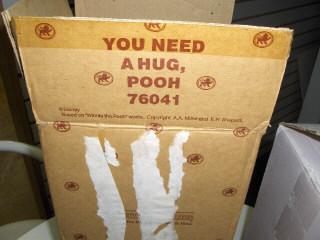 YOU NEED
A HUG,
POOH
76041
© Disney
Based on "Winnie the Pooh" works. Copyright, A.A. Milne and E.H. Shepard.